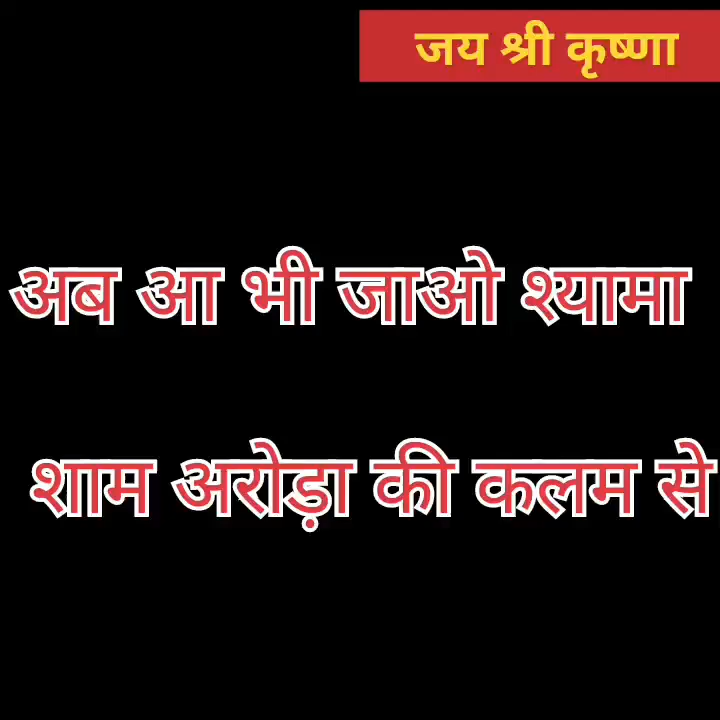 जय श्री कृष्णा
अब आ भी जाओ श्यामा
शाम अरोड़ा की कलम से